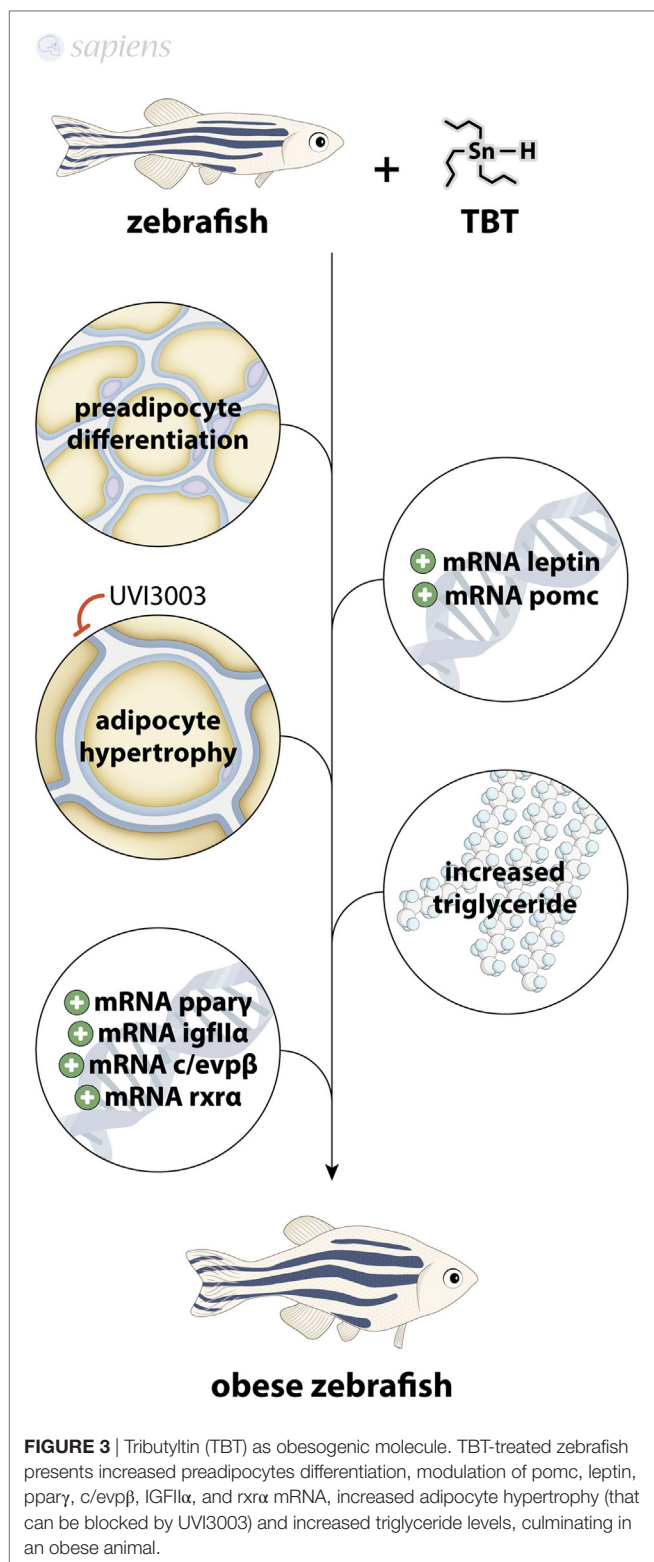 sapiens
Sn H
+
zebrafish TBT
preadipocyte
differentiation
+ mRNA leptin
+ mRNA pomc
UVI3003
adipocyte
hypertrophy
increased
triglyceride
+ mRNA pparγ
+ mRNA igfIIα
+ mRNA c/evpβ
+ mRNA rxrα
obese zebrafish
FIGURE 3 | Tributyltin (TBT) as obesogenic molecule. TBT-treated zebrafish
presents increased preadipocytes differentiation, modulation of pomc, leptin,
pparγ, c/evpβ, IGFIIα, and rxrα mRNA, increased adipocyte hypertrophy (that
can be blocked by UVI3003) and increased triglyceride levels, culminating in
an obese animal.